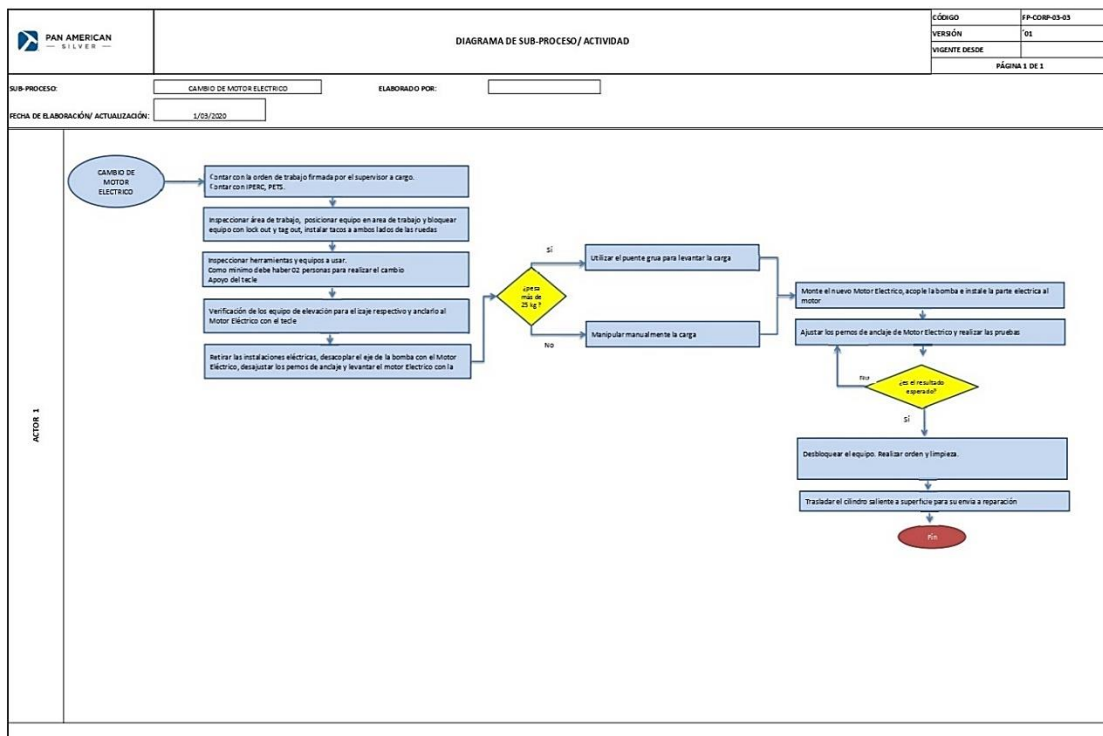 PAN AMERICAN
— SILVER —
DIAGRAMA DE SUB-PROCESO/ ACTIVIDAD
CÓDIGO FP-CORP-03-03
VERSIÓN '01
VIGENTE DESDE
PÁGINA 1 DE 1
SUB-PROCESO: CAMBIO DE MOTOR ELECTRICO ELABORADO POR:
FECHA DE ELABORACIÓN/ ACTUALIZACIÓN: 1/03/2020
ACTOR 1
CAMBIO DE
MOTOR
ELECTRICO
Contar con la orden de trabajo firmada por el supervisor a cargo.
Contar con IPERC, PETS.
Inspeccionar área de trabajo, posicionar equipo en area de trabajo y bloquear
equipo con lock out y tag out, instalar tacos a ambos lados de las ruedas
Inspeccionar herramientas y equipos a usar.
Como minimo debe haber 02 personas para realizar el cambio
Apoyo del tecle
Verificación de los equipo de elevación para el izaje respectivo y anclarlo al
Motor Eléctrico con el tecle
Retirar las instalaciones eléctricas, desacoplar el eje de la bomba con el Motor
Eléctrico, desajustar los pernos de anclaje y levantar el motor Electrico con la
¿pesa
más de
25 kg ?
Sí
Utilizar el puente grua para levantar la carga
No
Manipular manualmente la carga
Monte el nuevo Motor Electrico, acople la bomba e instale la parte electrica al
motor
Ajustar los pernos de anclaje de Motor Electrico y realizar las pruebas
¿es el resultado
esperado?
No
Sí
Desbloquear el equipo. Realizar orden y limpieza.
Trasladar el cilindro saliente a superficie para su envia a reparación
Fin